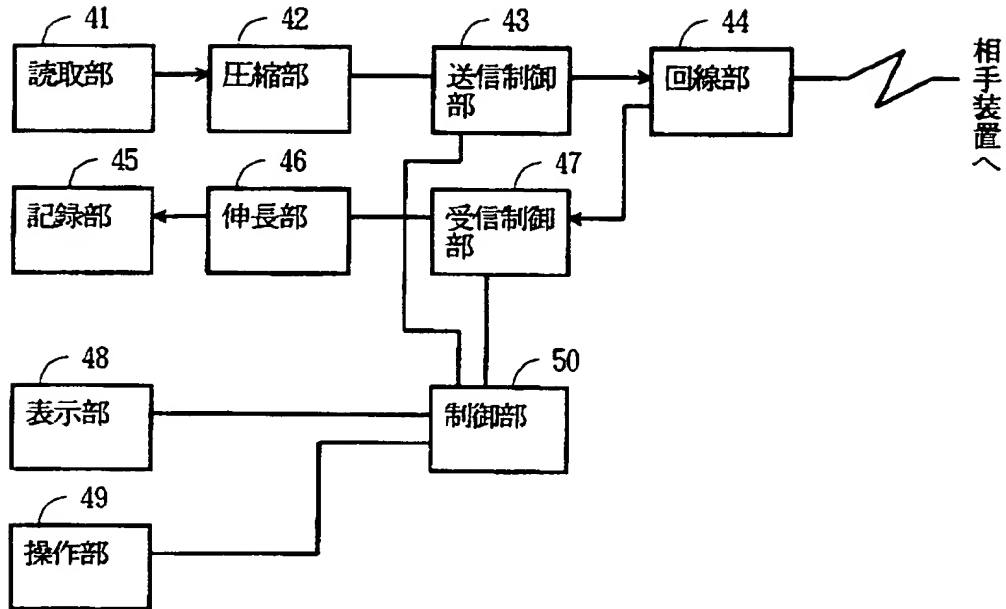 41
読取部
42
圧縮部
43
送信制御
部
44
回線部
相手装置へ
45
記録部
46
伸長部
47
受信制御
部
48
表示部
50
制御部
49
操作部